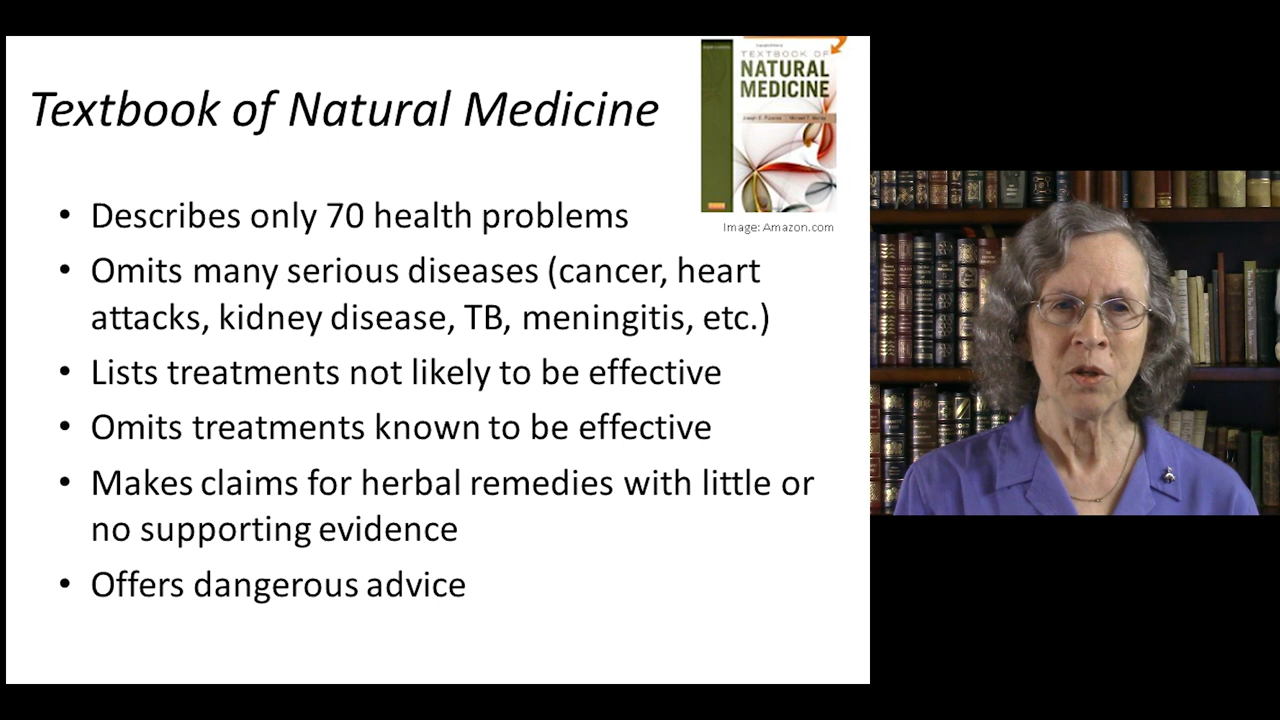 Textbook of Natural Medicine
TEXTBOOK OF
NATURAL
MEDICINE
Image: Amazon.com
• Describes only 70 health problems
• Omits many serious diseases (cancer, heart
attacks, kidney disease, TB, meningitis, etc.)
• Lists treatments not likely to be effective
• Omits treatments known to be effective
• Makes claims for herbal remedies with little or
no supporting evidence
• Offers dangerous advice